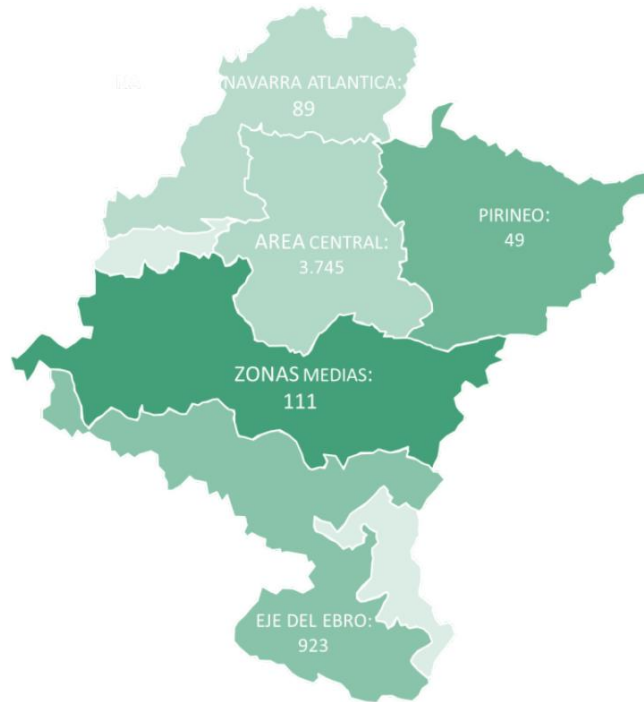 NAVARRA ATLANTICA:
89
PIRINEO:
49
AREA CENTRAL:
3.745
ZONAS MEDIAS:
111
EJE DEL EBRO:
923